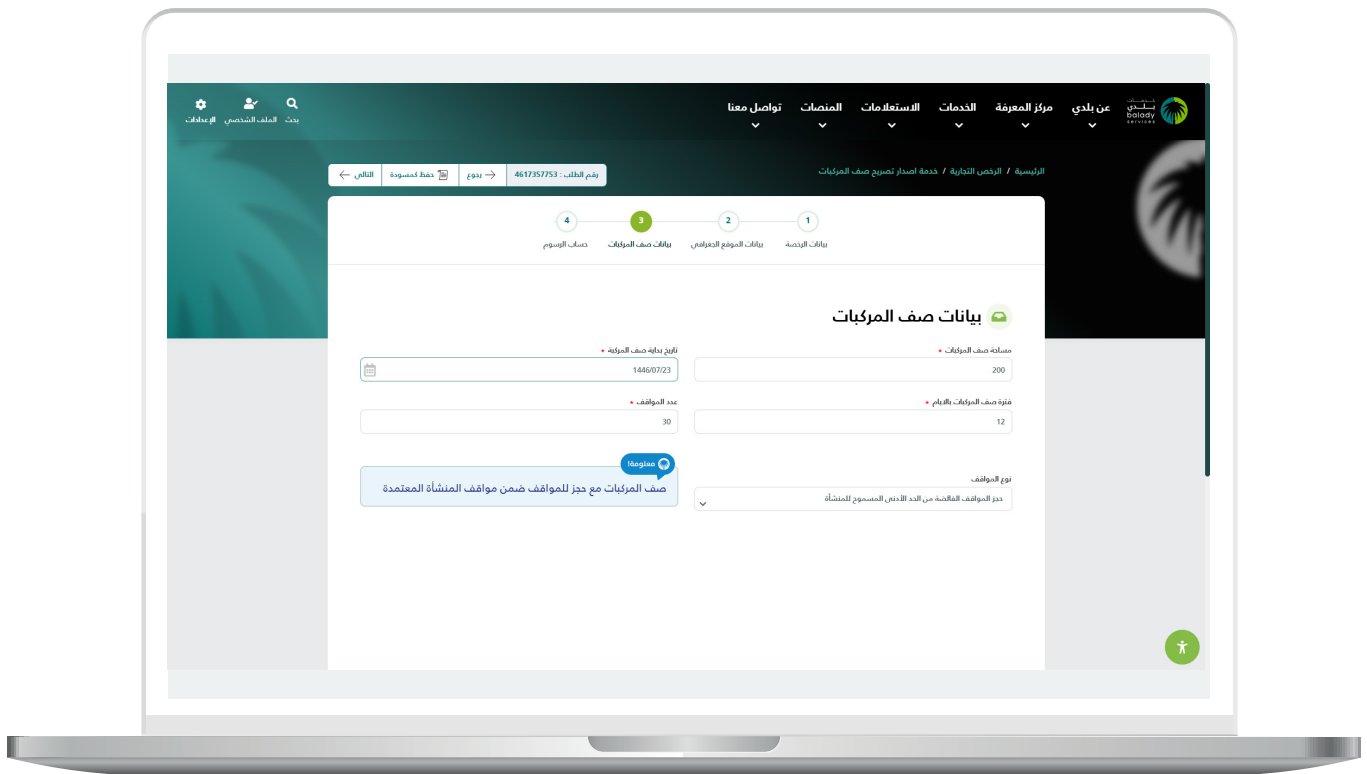 خدمات
بلدي
balady
services
عن بلدي
مركز المعرفة
الخدمات
الاستعلامات
المنصات
تواصل معنا
بحث
الملف الشخصي
الإعدادات
الرئيسية / الرخص التجارية / خدمة اصدار تصريح صف المركبات
رقم الطلب : 4617357753
رجوع
حفظ كمسودة
التالي
1
بيانات الرخصة
2
بيانات الموقع الجغرافي
3
بيانات صف المركبات
4
حساب الرسوم
بيانات صف المركبات
مساحة صف المركبات *
200
تاريخ بداية صف المركبة *
1446/07/23
فترة صف المركبات بالايام *
12
عدد المواقف *
30
نوع المواقف
حجز المواقف الفائضة من الحد الأدنى المسموح للمنشأة
معلومة!
صف المركبات مع حجز للمواقف ضمن مواقف المنشأة المعتمدة